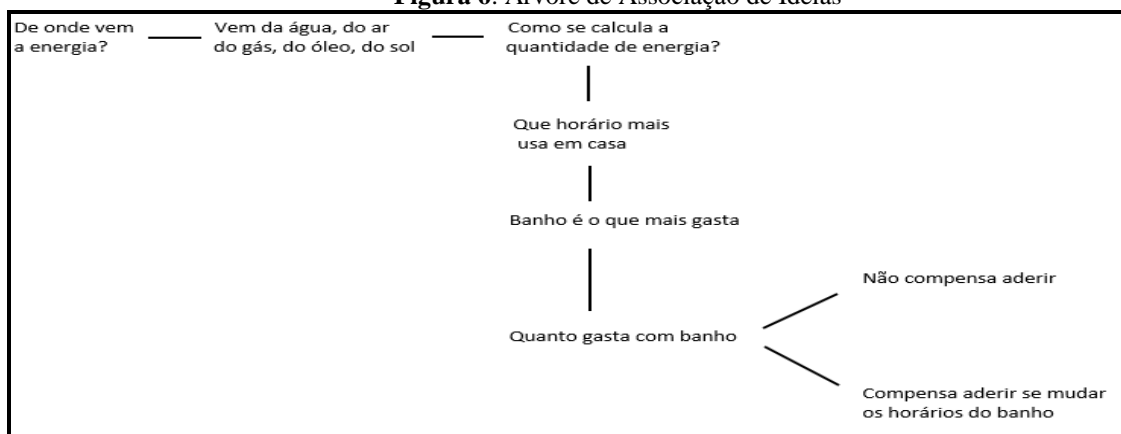 Figura 6: Árvore de Associação de Ideias
De onde vem
a energia?
Vem da água, do ar
do gás, do óleo, do sol
Como se calcula a
quantidade de energia?
Que horário mais
usa em casa
Banho é o que mais gasta
Quanto gasta com banho
Não compensa aderir
Compensa aderir se mudar
os horários do banho